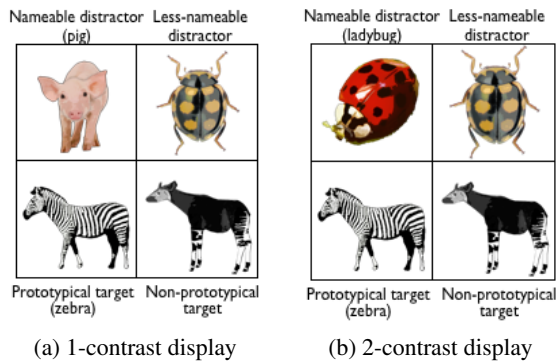 Nameable distractor
(pig)
Less-nameable
distractor
Prototypical target
(zebra)
Non-prototypical
target
(a) 1-contrast display
Nameable distractor
(ladybug)
Less-nameable
distractor
Prototypical target
(zebra)
Non-prototypical
target
(b) 2-contrast display